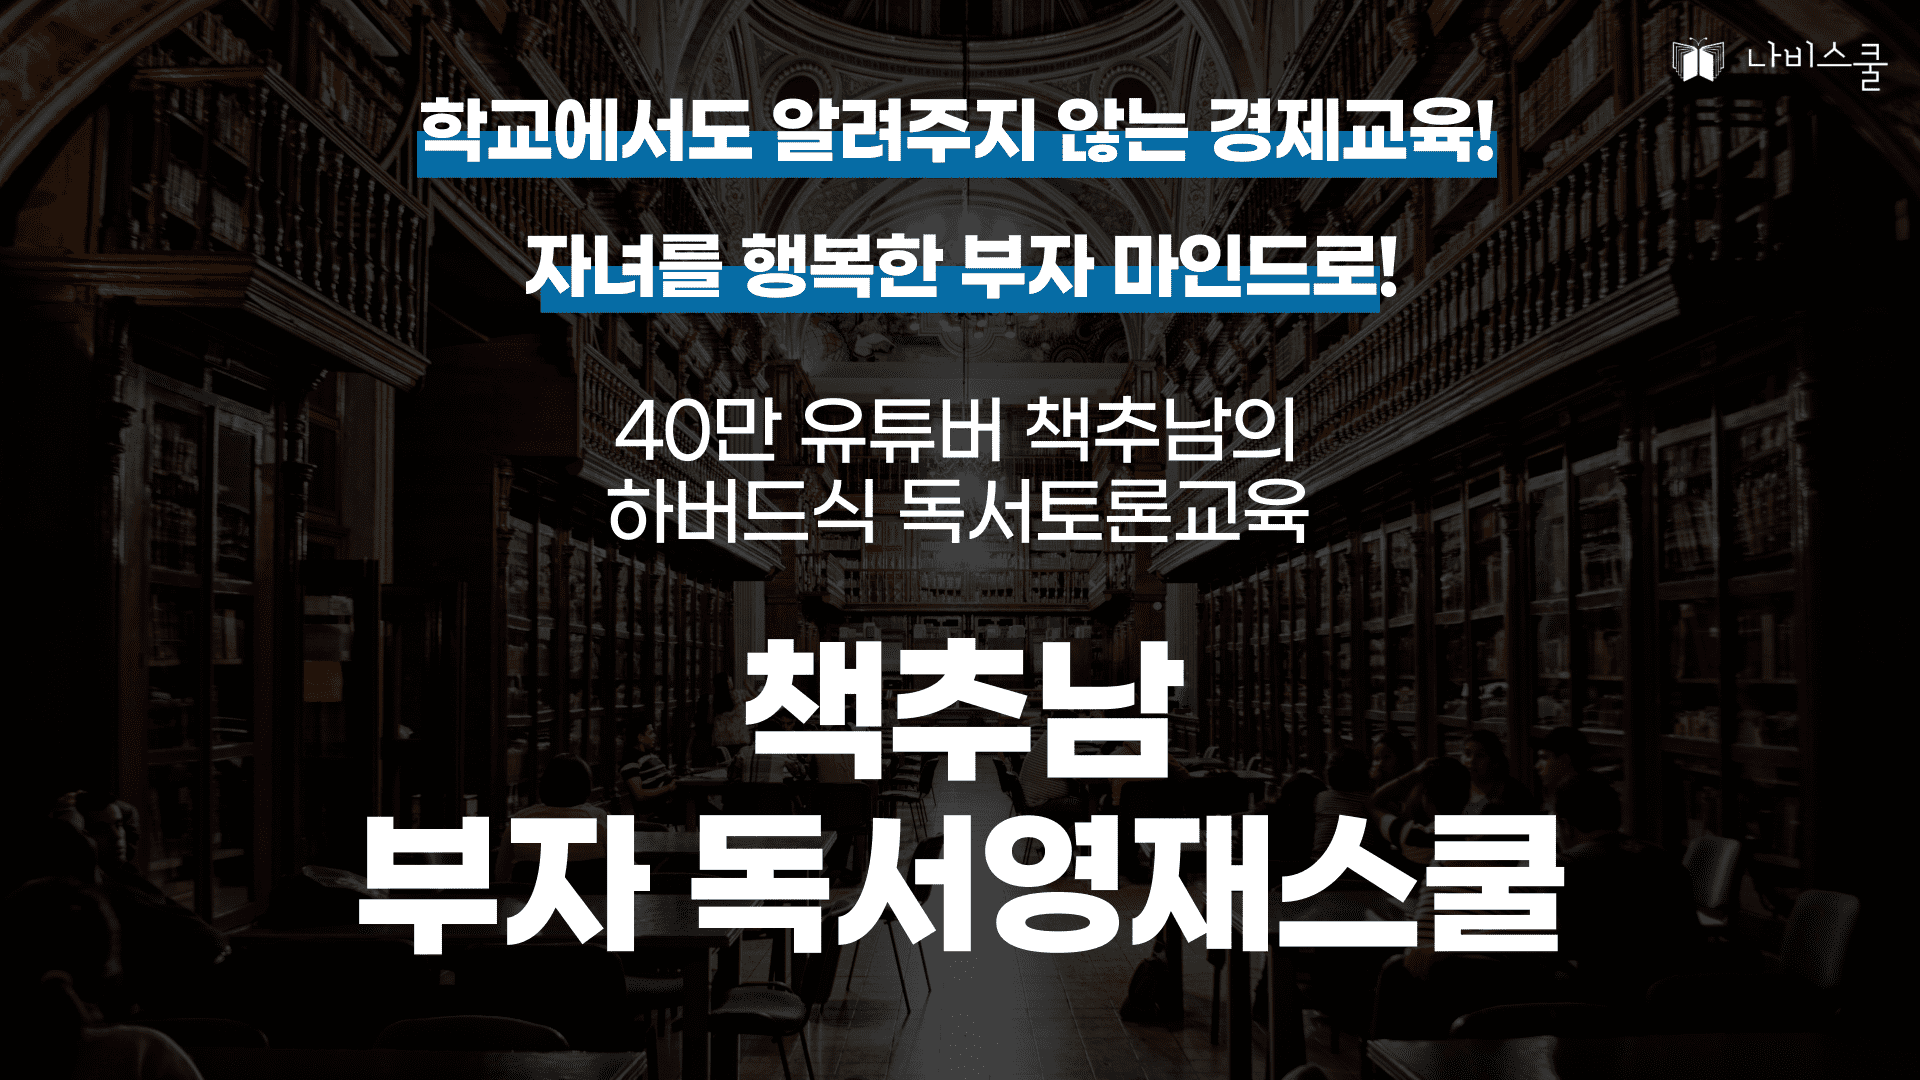 나비스쿨
학교에서도 알려주지 않는 경제교육!
자녀를 행복한 부자 마인드로!
40만 유튜버 책추남의
하버드식 독서토론교육
책추남
부자 독서영재스쿨